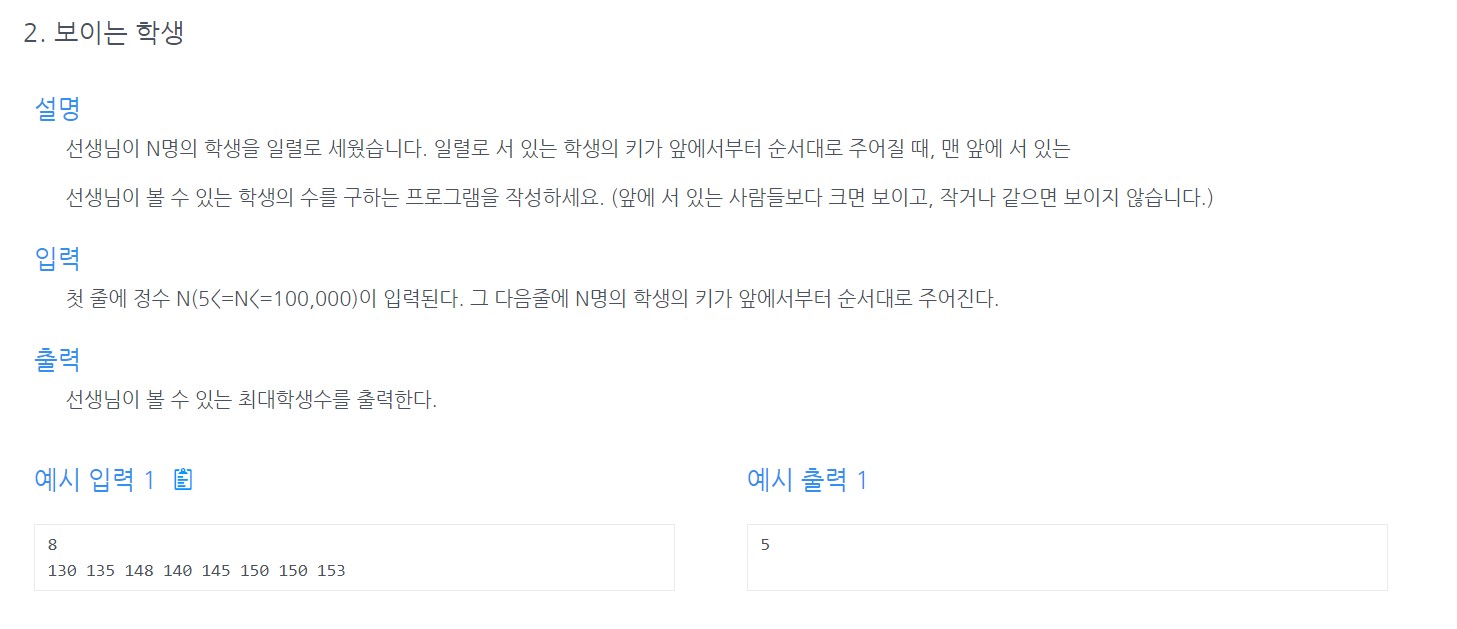 2. 보이는 학생
설명
선생님이 N명의 학생을 일렬로 세웠습니다. 일렬로 서 있는 학생의 키가 앞에서부터 순서대로 주어질 때, 맨 앞에 서 있는
선생님이 볼 수 있는 학생의 수를 구하는 프로그램을 작성하세요. (앞에 서 있는 사람들보다 크면 보이고, 작거나 같으면 보이지 않습니다.)
입력
첫 줄에 정수 N(5<=N<=100,000)이 입력된다. 그 다음줄에 N명의 학생의 키가 앞에서부터 순서대로 주어진다.
출력
선생님이 볼 수 있는 최대학생수를 출력한다.
예시 입력 1
8
130 135 148 140 145 150 150 153
예시 출력 1
5